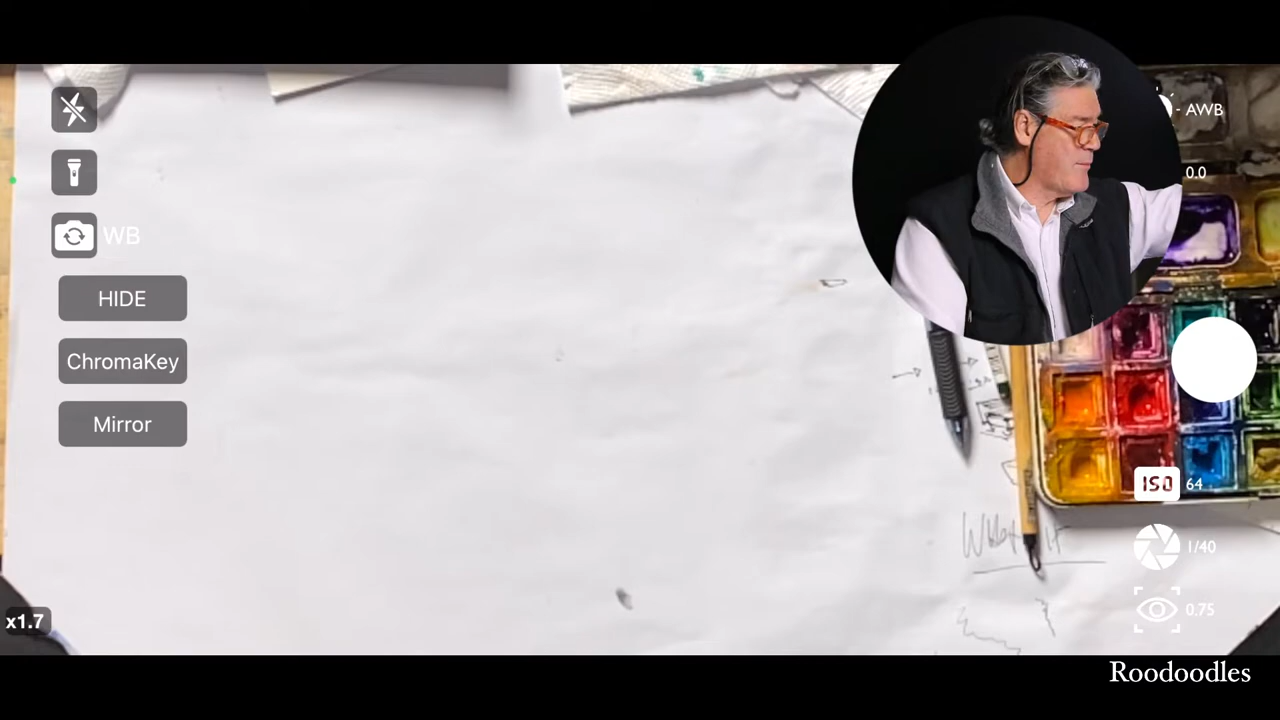 - AWB
0.0
WB
HIDE
ChromaKey
Mirror
ISO 64
1/40
0.75
x1.7
Roodoodles